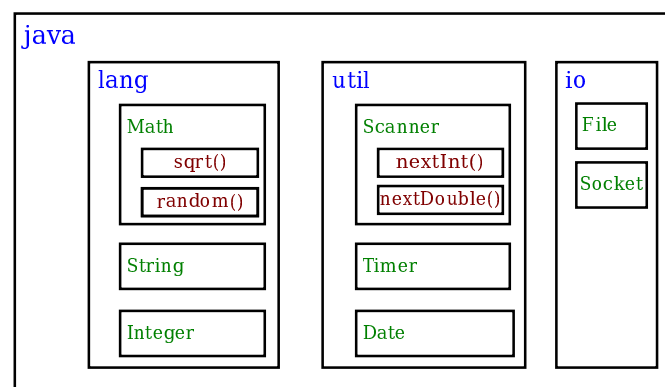 java
lang
Math
sqrt()
random()
String
Integer
util
Scanner
nextInt()
nextDouble()
Timer
Date
io
File
Socket